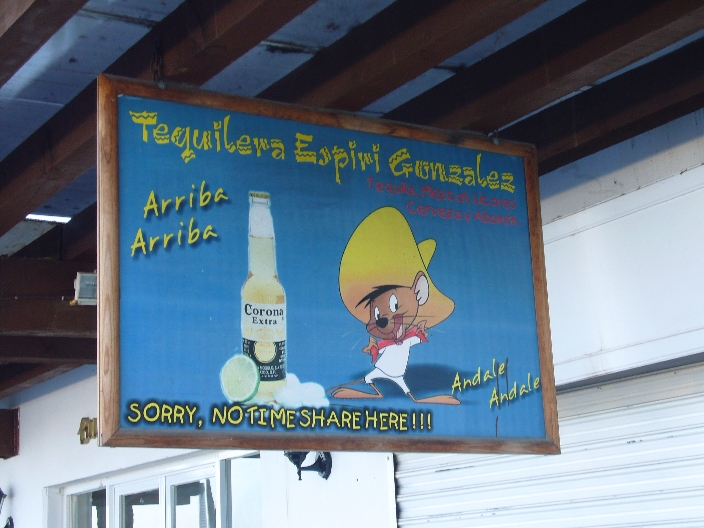 Tequilera Espiri Gonzalez
Arriba
Arriba
Corona
Extra
Andale
Andale
SORRY, NO TIME SHARE HERE!!!